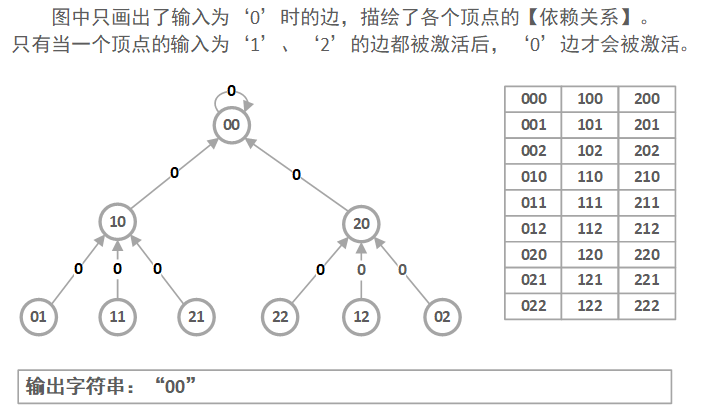 图中只画出了输入为‘0’时的边，描绘了各个顶点的【依赖关系】。
只有当一个顶点的输入为‘1’、‘2’的边都被激活后，‘0’边才会被激活。
0
00
0 0
10 20
0 0 0 0 0 0
01 11 21 22 12 02
000 100 200
001 101 201
002 102 202
010 110 210
011 111 211
012 112 212
020 120 220
021 121 221
022 122 222
输出字符串：“00”